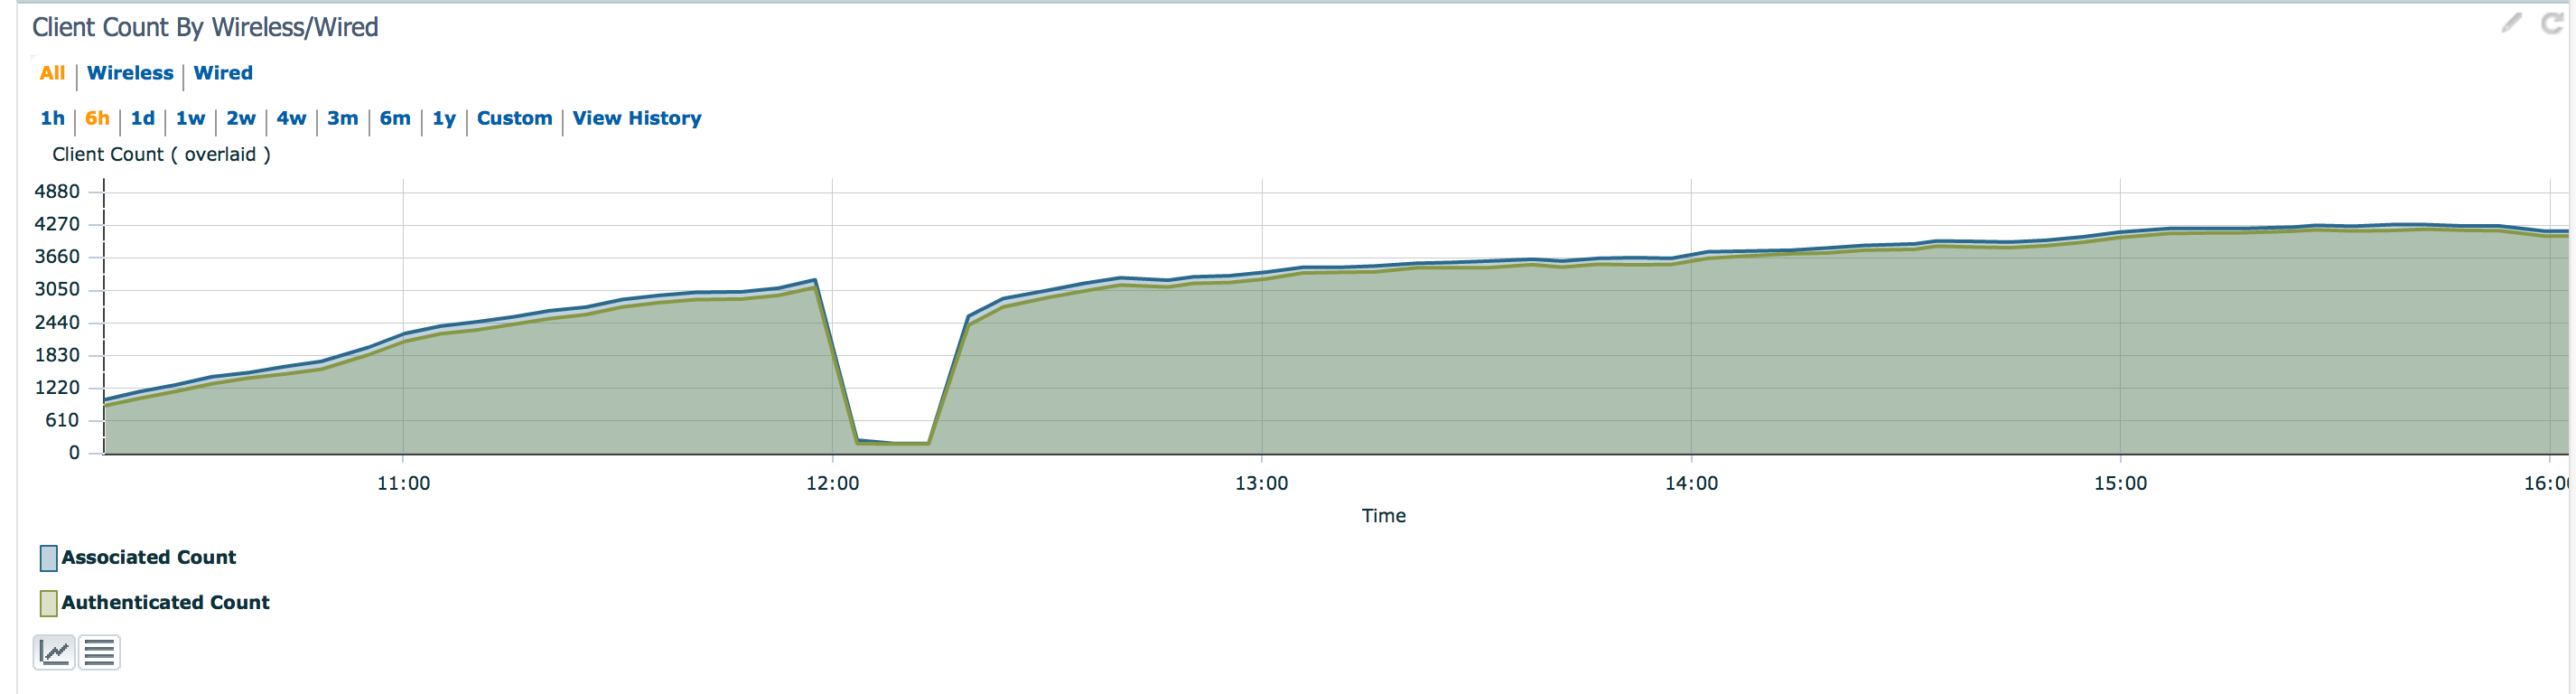 Client Count By Wireless/Wired
All | Wireless | Wired
1h | 6h | 1d | 1w | 2w | 4w | 3m | 6m | 1y | Custom | View History
Client Count ( overlaid )
4880
4270
3660
3050
2440
1830
1220
610
0
11:00 12:00 13:00 14:00 15:00 16:00
Time
Associated Count
Authenticated Count